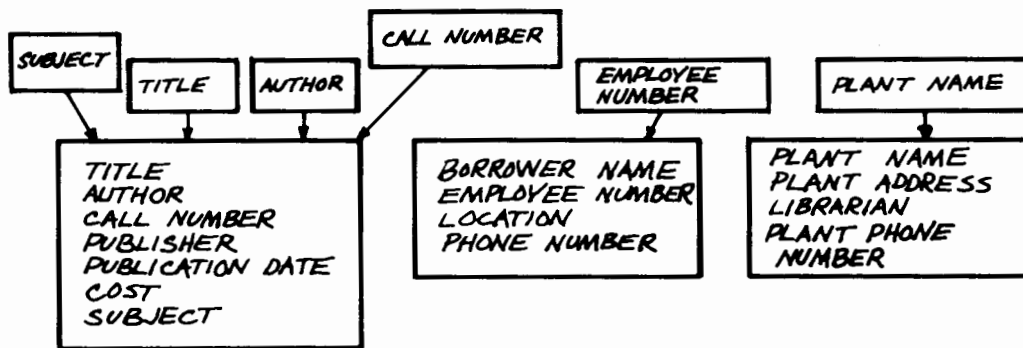 SUBJECT
TITLE
AUTHOR
CALL NUMBER
EMPLOYEE
NUMBER
PLANT NAME
TITLE
AUTHOR
CALL NUMBER
PUBLISHER
PUBLICATION DATE
COST
SUBJECT
BORROWER NAME
EMPLOYEE NUMBER
LOCATION
PHONE NUMBER
PLANT NAME
PLANT ADDRESS
LIBRARIAN
PLANT PHONE
NUMBER